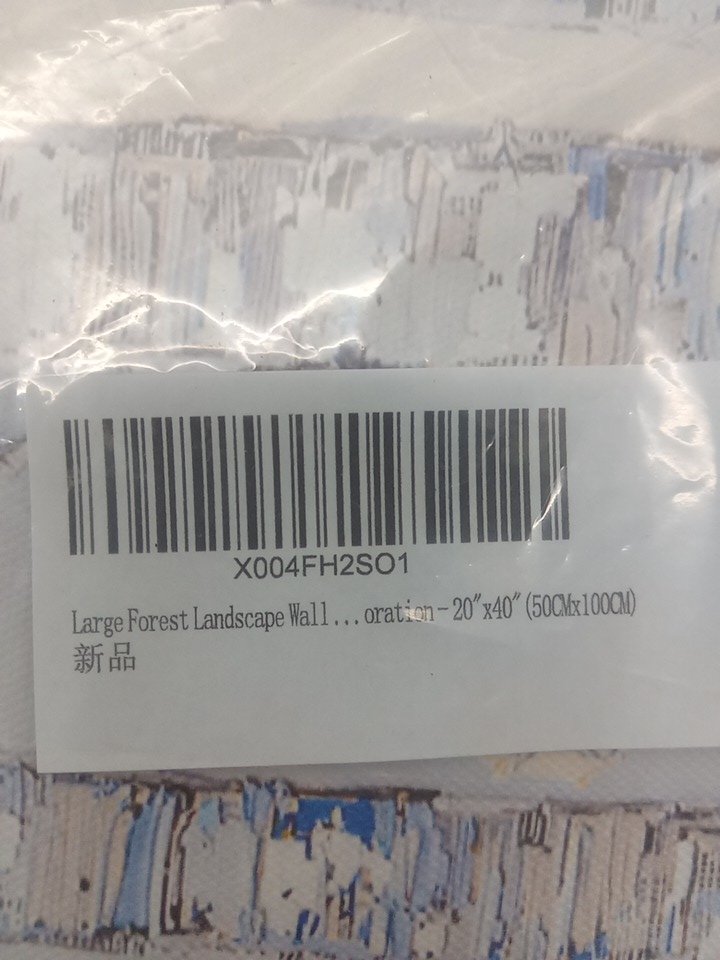 X004FH2SO1
Large Forest Landscape Wall...oration-20"x40"(50CMx100CM)
新品